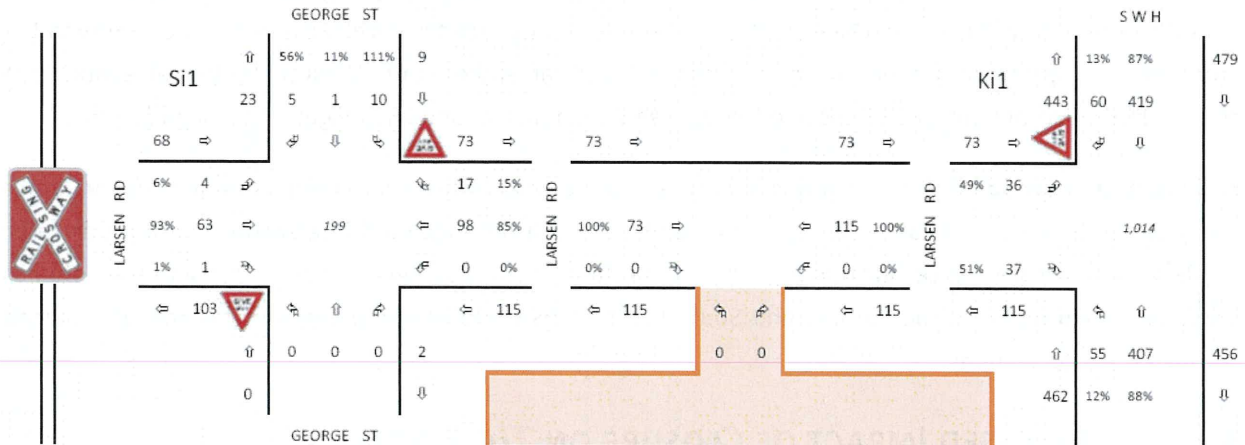 GEORGE ST S W H
56% 11% 111% 9 13% 87% 479
Si1 Ki1
23 5 1 10 443 60 419
68 73 73 73 73
6% 4 17 15% 49% 36
RAILSING CROSSWAY
LARSEN RD LARSEN RD LARSEN RD
93% 63 199 98 85% 100% 73 115 100% 1,014
1% 1 0 0% 0% 0 0 0% 51% 37
103 115 115 115 115
0 0 0 2 0 0 55 407 456
0 462 12% 88%
GEORGE ST